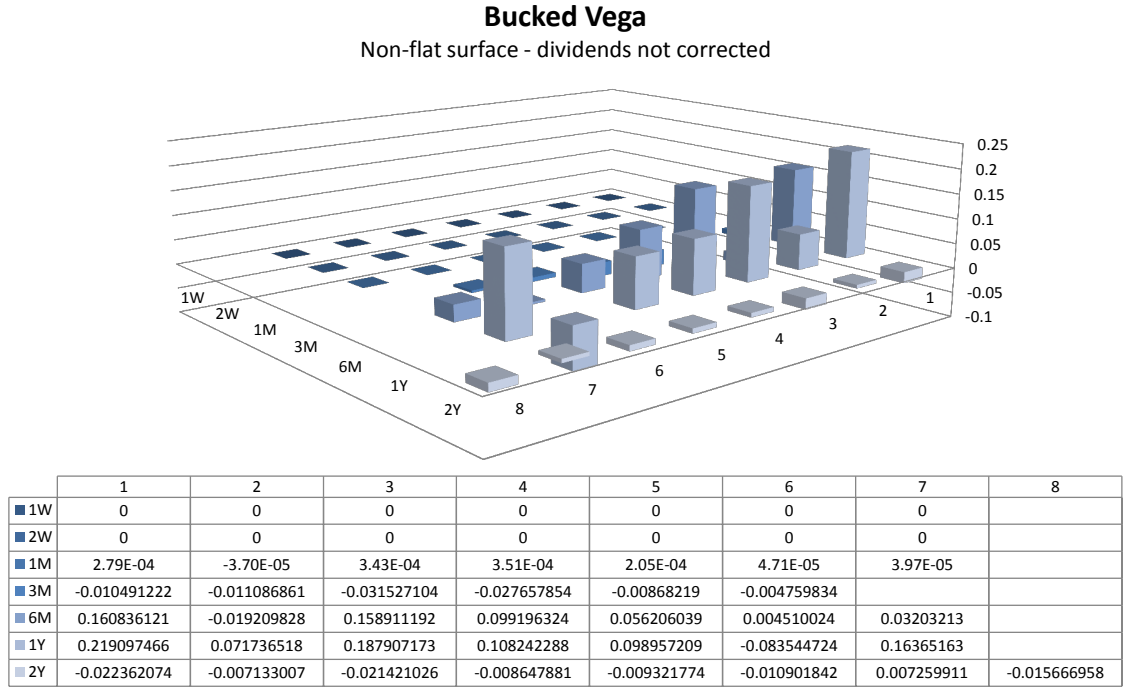 Bucked Vega
Non-flat surface - dividends not corrected
0.25
0.2
0.15
0.1
0.05
0
-0.05
-0.1
1W
2W
1M
3M
6M
1Y
2Y
8
7
6
5
4
3
2
1
1 2 3 4 5 6 7 8
1W 0 0 0 0 0 0 0
2W 0 0 0 0 0 0 0
1M 2.79E-04 -3.70E-05 3.43E-04 3.51E-04 2.05E-04 4.71E-05 3.97E-05
3M -0.010491222 -0.011086861 -0.031527104 -0.027657854 -0.00868219 -0.004759834
6M 0.160836121 -0.019209828 0.158911192 0.099196324 0.056206039 0.004510024 0.03203213
1Y 0.219097466 0.071736518 0.187907173 0.108242288 0.098957209 -0.083544724 0.16365163
2Y -0.022362074 -0.007133007 -0.021421026 -0.008647881 -0.009321774 -0.010901842 0.007259911 -0.015666958